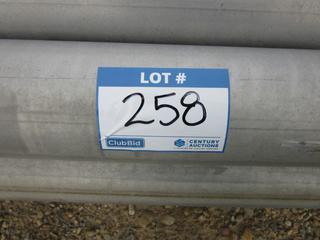 LOT #
258
ClubBid
CENTURY
AUCTIONS